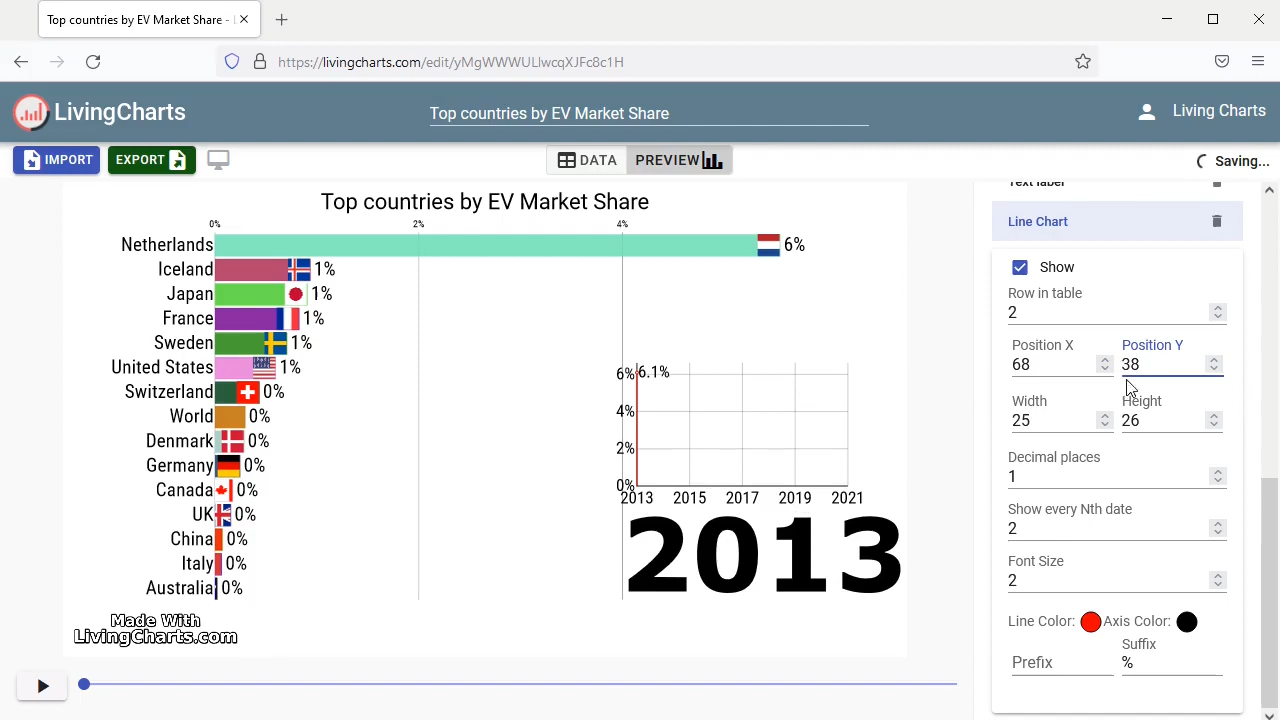 Top countries by EV Market Share -
https://livingcharts.com/edit/yMgWWWULlwcqXJFc8c1H
LivingCharts
Top countries by EV Market Share
Living Charts
IMPORT
EXPORT
DATA
PREVIEW
Saving...
Top countries by EV Market Share
0%
2%
4%
Netherlands 6%
Iceland 1%
Japan 1%
France 1%
Sweden 1%
United States 1%
Switzerland 0%
World 0%
Denmark 0%
Germany 0%
Canada 0%
UK 0%
China 0%
Italy 0%
Australia 0%
6% 6.1%
4%
2%
0%
2013 2015 2017 2019 2021
2013
Made With
LivingCharts.com
Text label
Line Chart
Show
Row in table
2
Position X Position Y
68 38
Width Height
25 26
Decimal places
1
Show every Nth date
2
Font Size
2
Line Color: Axis Color:
Suffix
Prefix %